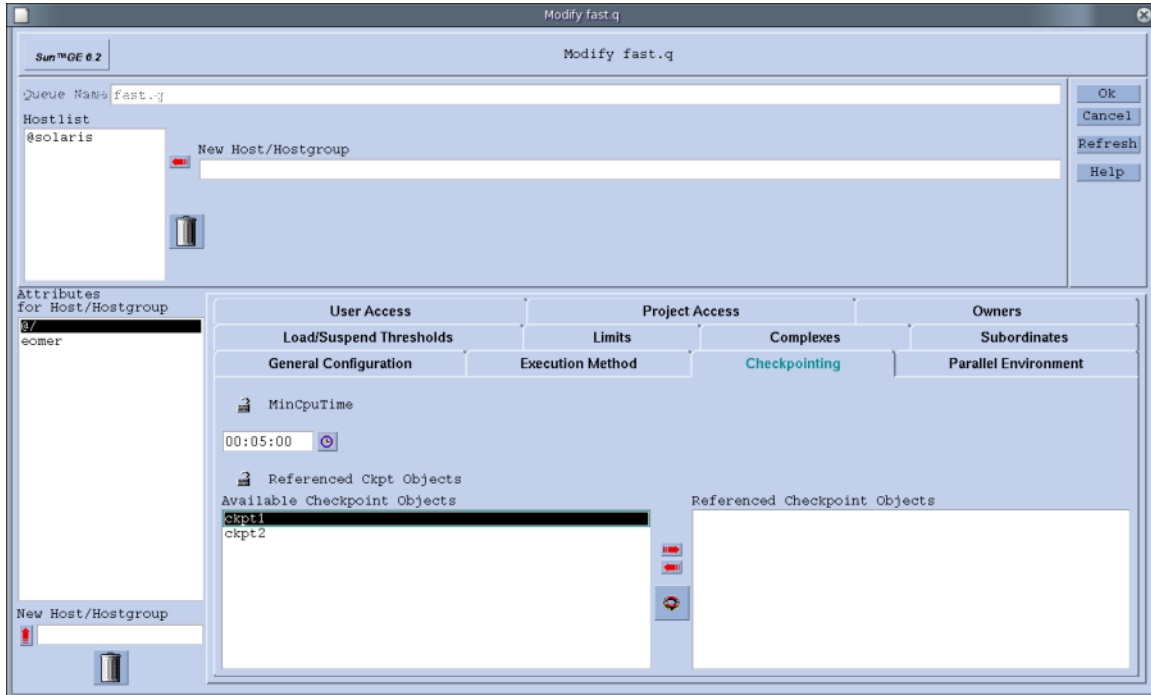 Modify fast.q
Sun™GE 6.2
Modify fast.q
Queue Name fast.q
Ok
Hostlist
Cancel
@solaris
New Host/Hostgroup
Refresh
Help
Attributes
for Host/Hostgroup
@/
eomer
User Access Project Access Owners
Load/Suspend Thresholds Limits Complexes Subordinates
General Configuration Execution Method Checkpointing Parallel Environment
MinCpuTime
00:05:00
Referenced Ckpt Objects
Available Checkpoint Objects Referenced Checkpoint Objects
ckpt1
ckpt2
New Host/Hostgroup